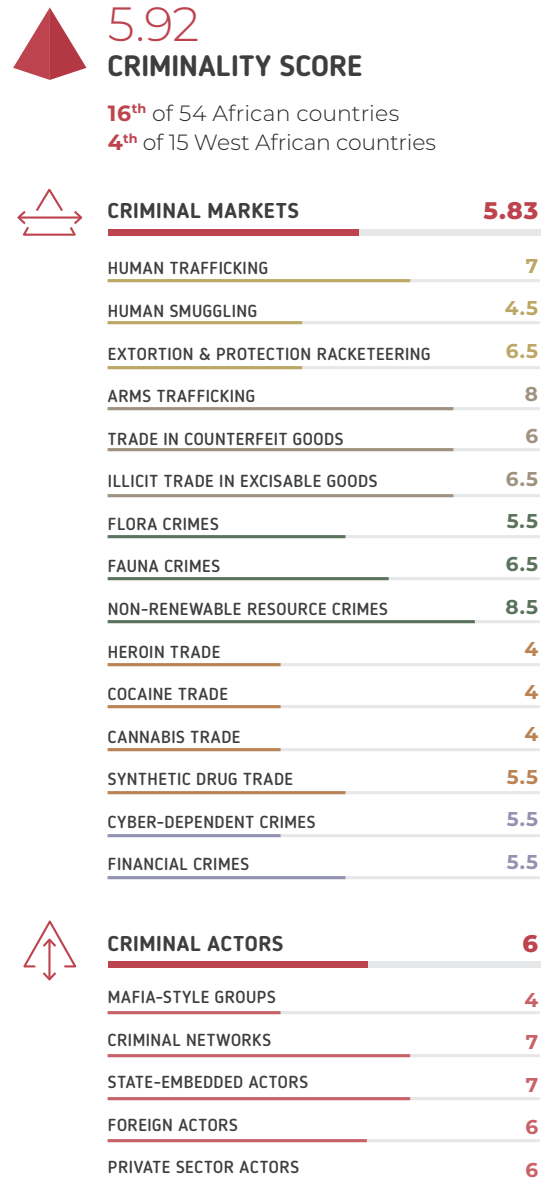 5.92
CRIMINALITY SCORE
16th of 54 African countries
4th of 15 West African countries
CRIMINAL MARKETS 5.83
HUMAN TRAFFICKING 7
HUMAN SMUGGLING 4.5
EXTORTION & PROTECTION RACKETEERING 6.5
ARMS TRAFFICKING 8
TRADE IN COUNTERFEIT GOODS 6
ILLICIT TRADE IN EXCISABLE GOODS 6.5
FLORA CRIMES 5.5
FAUNA CRIMES 6.5
NON-RENEWABLE RESOURCE CRIMES 8.5
HEROIN TRADE 4
COCAINE TRADE 4
CANNABIS TRADE 4
SYNTHETIC DRUG TRADE 5.5
CYBER-DEPENDENT CRIMES 5.5
FINANCIAL CRIMES 5.5
CRIMINAL ACTORS 6
MAFIA-STYLE GROUPS 4
CRIMINAL NETWORKS 7
STATE-EMBEDDED ACTORS 7
FOREIGN ACTORS 6
PRIVATE SECTOR ACTORS 6